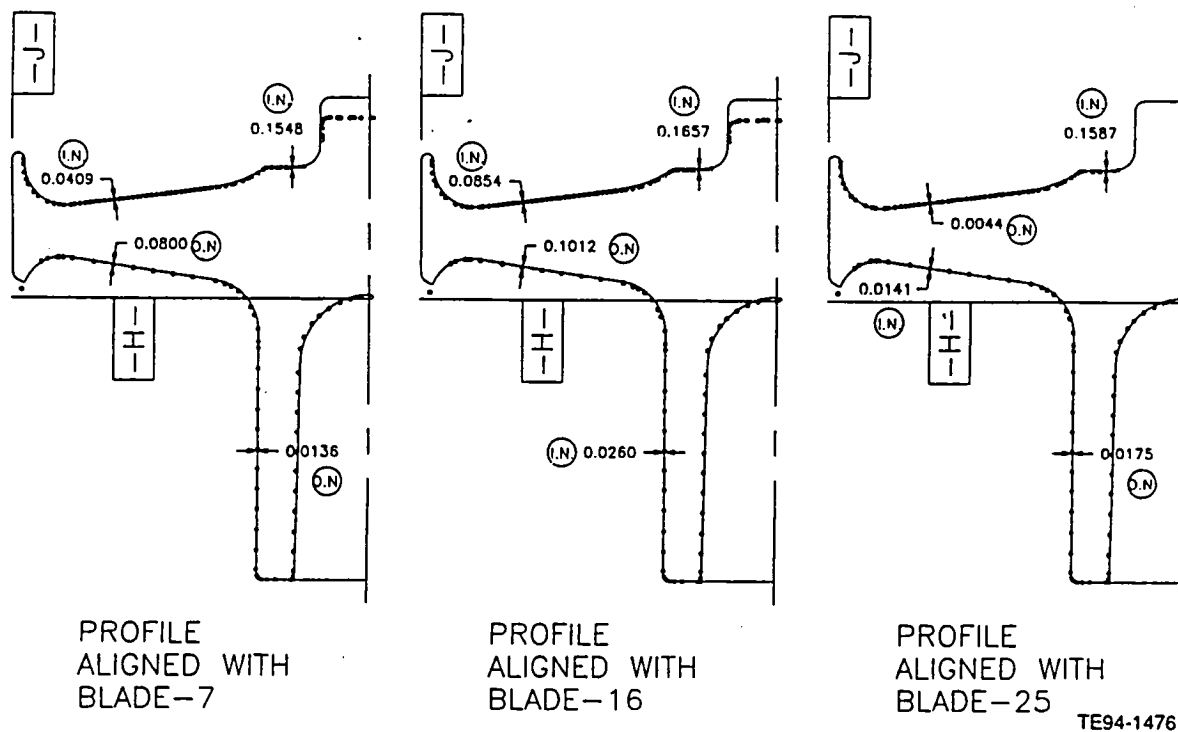 -J-
I.N.
0.1548
I.N.
0.0409
0.0800 O.N
-H-
0.0136
O.N
PROFILE
ALIGNED WITH
BLADE-7
-J-
I.N.
0.1657
I.N.
0.0854
0.1012 O.N
-H-
I.N. 0.0260
PROFILE
ALIGNED WITH
BLADE-16
-J-
I.N.
0.1587
0.0044 O.N
0.0141
I.N.
-H-
0.0175
O.N
PROFILE
ALIGNED WITH
BLADE-25
TE94-1476